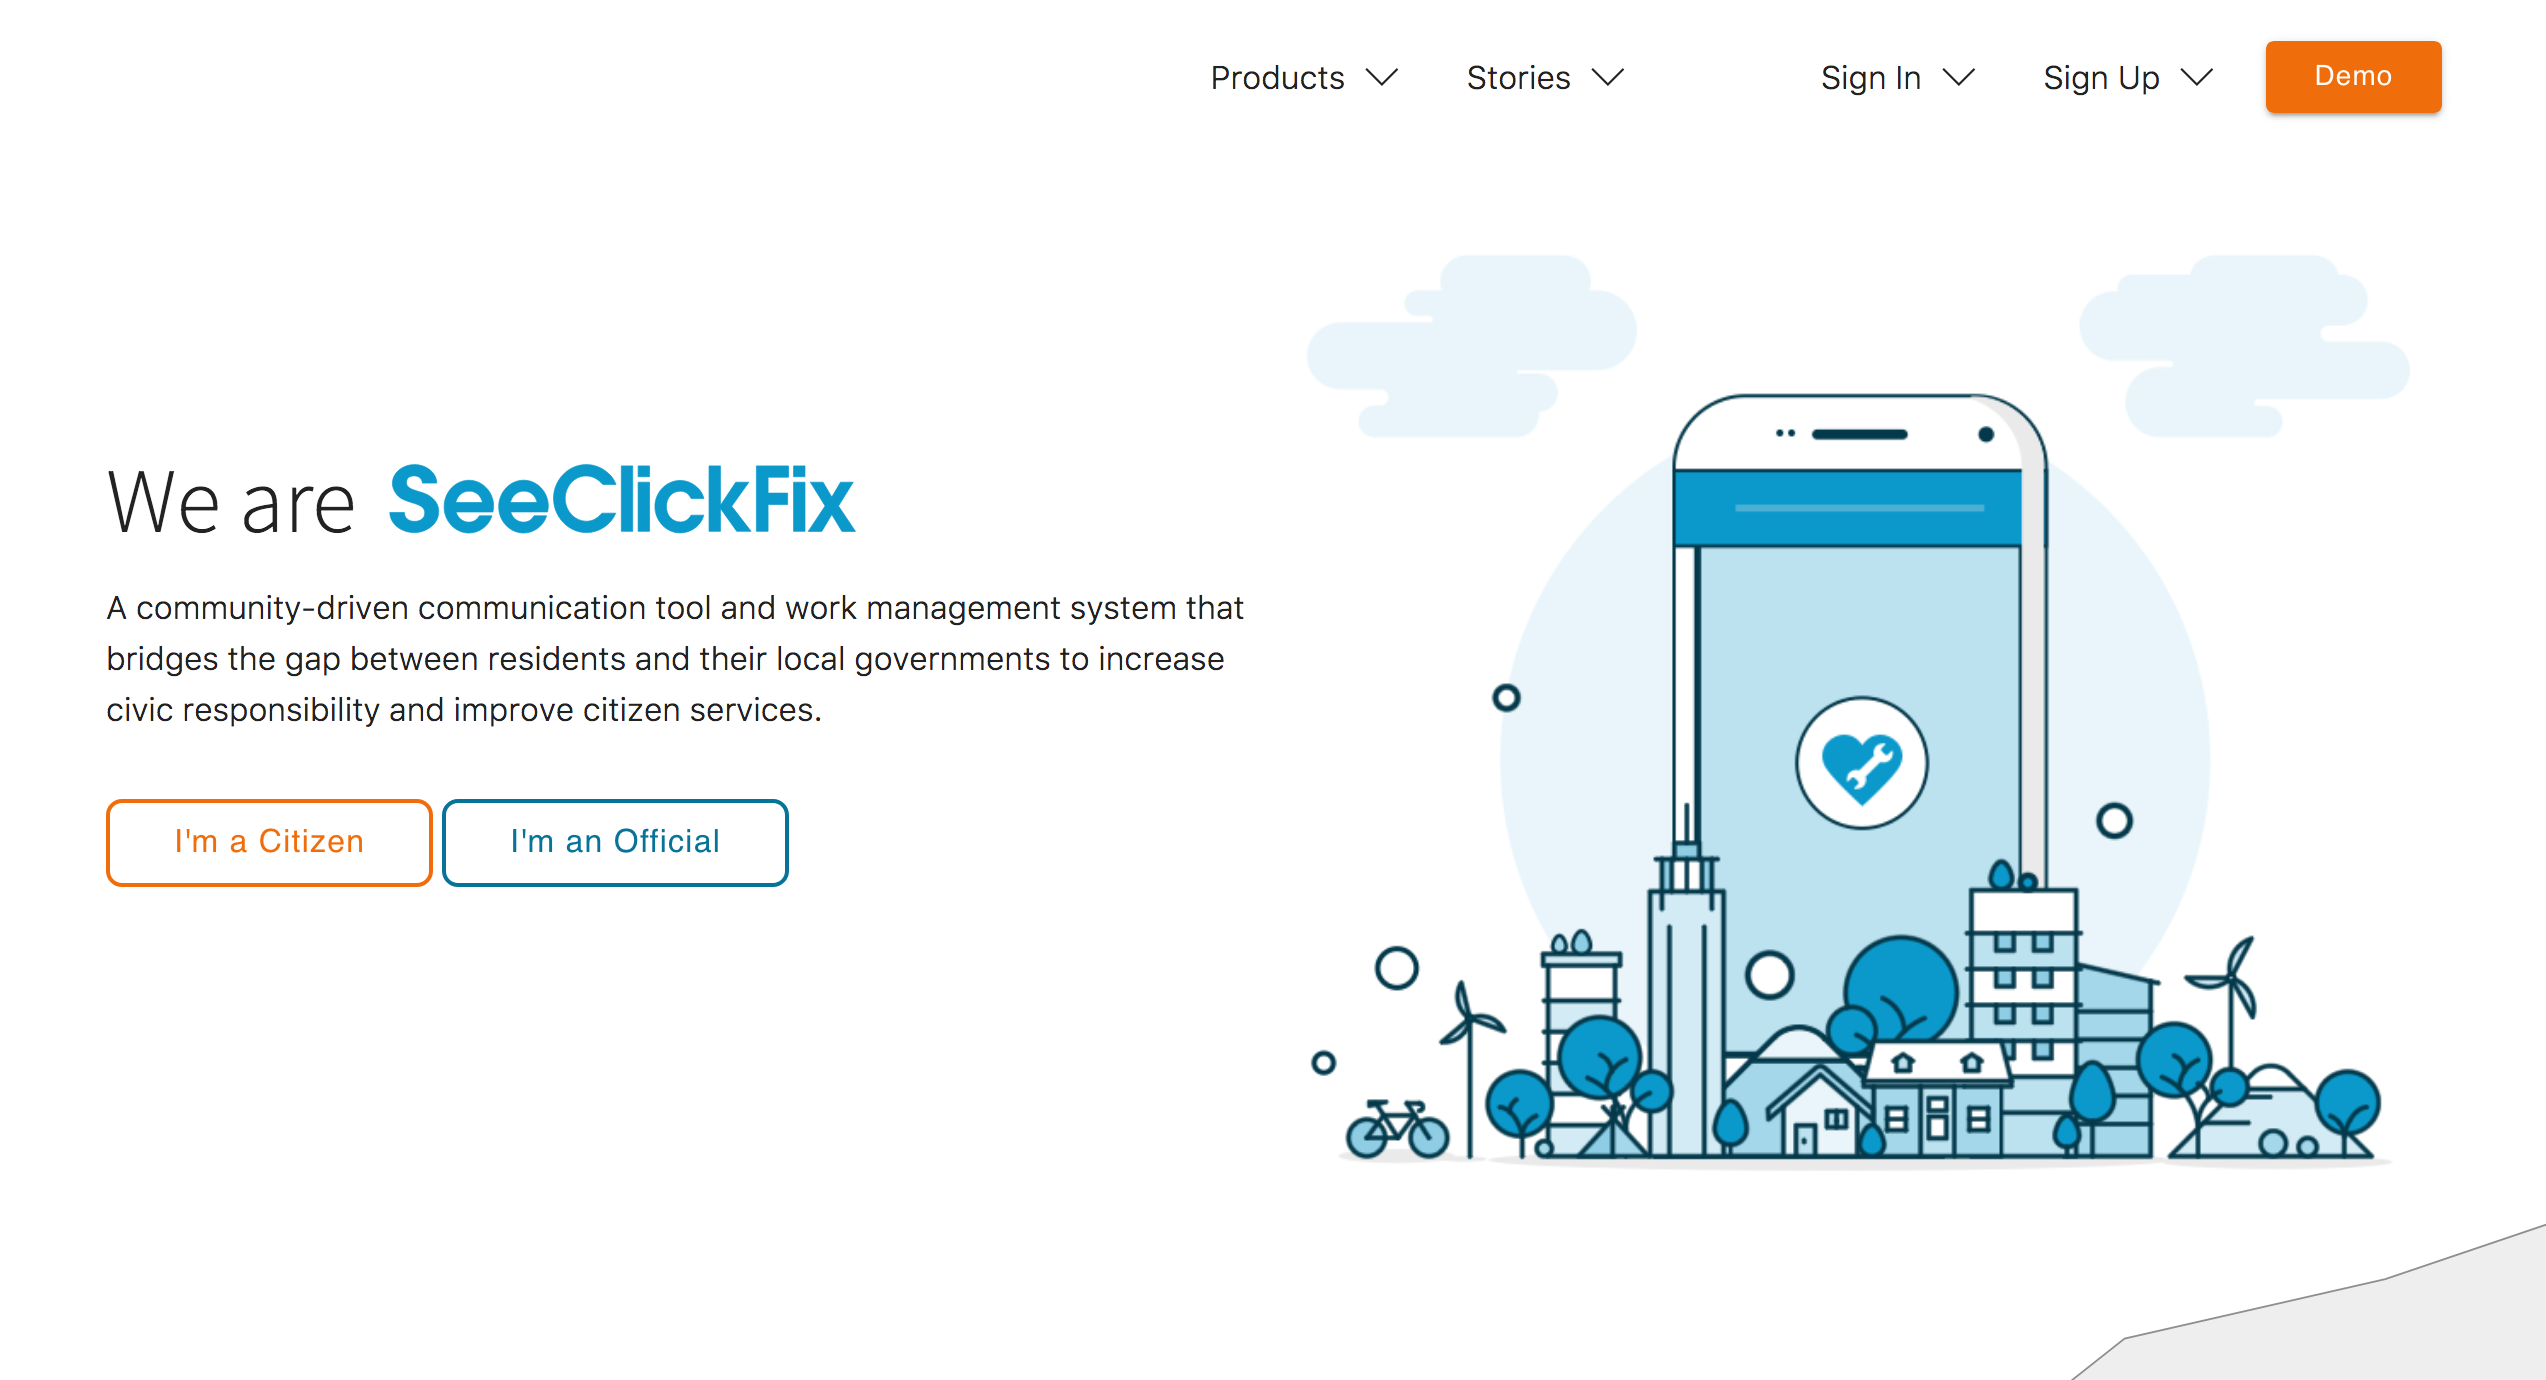 Products Stories Sign In Sign Up Demo
We are SeeClickFix
A community-driven communication tool and work management system that
bridges the gap between residents and their local governments to increase
civic responsibility and improve citizen services.
I'm a Citizen I'm an Official